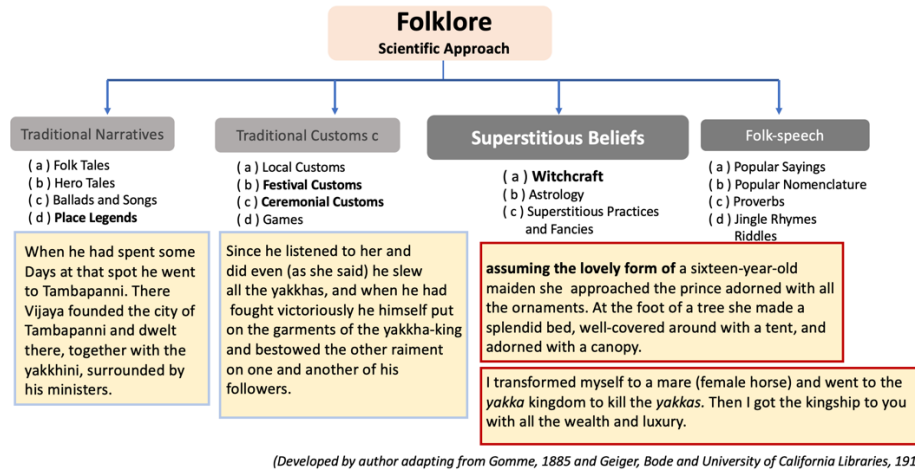 Folklore
Scientific Approach
Traditional Narratives
( a ) Folk Tales
( b ) Hero Tales
( c ) Ballads and Songs
( d ) Place Legends
When he had spent some
Days at that spot he went
to Tambapanni. There
Vijaya founded the city of
Tambapanni and dwelt
there, together with the
yakkhini, surrounded by
his ministers.
Traditional Customs c
( a ) Local Customs
( b ) Festival Customs
( c ) Ceremonial Customs
( d ) Games
Since he listened to her and
did even (as she said) he slew
all the yakkhas, and when he had
fought victoriously he himself put
on the garments of the yakkha-king
and bestowed the other raiment
on one and another of his
followers.
Superstitious Beliefs
( a ) Witchcraft
( b ) Astrology
( c ) Superstitious Practices
and Fancies
Folk-speech
( a ) Popular Sayings
( b ) Popular Nomenclature
( c ) Proverbs
( d ) Jingle Rhymes
Riddles
assuming the lovely form of a sixteen-year-old
maiden she approached the prince adorned with all
the ornaments. At the foot of a tree she made a
splendid bed, well-covered around with a tent, and
adorned with a canopy.
I transformed myself to a mare (female horse) and went to the
yakka kingdom to kill the yakkas. Then I got the kingship to you
with all the wealth and luxury.
(Developed by author adapting from Gomme, 1885 and Geiger, Bode and University of California Libraries, 191